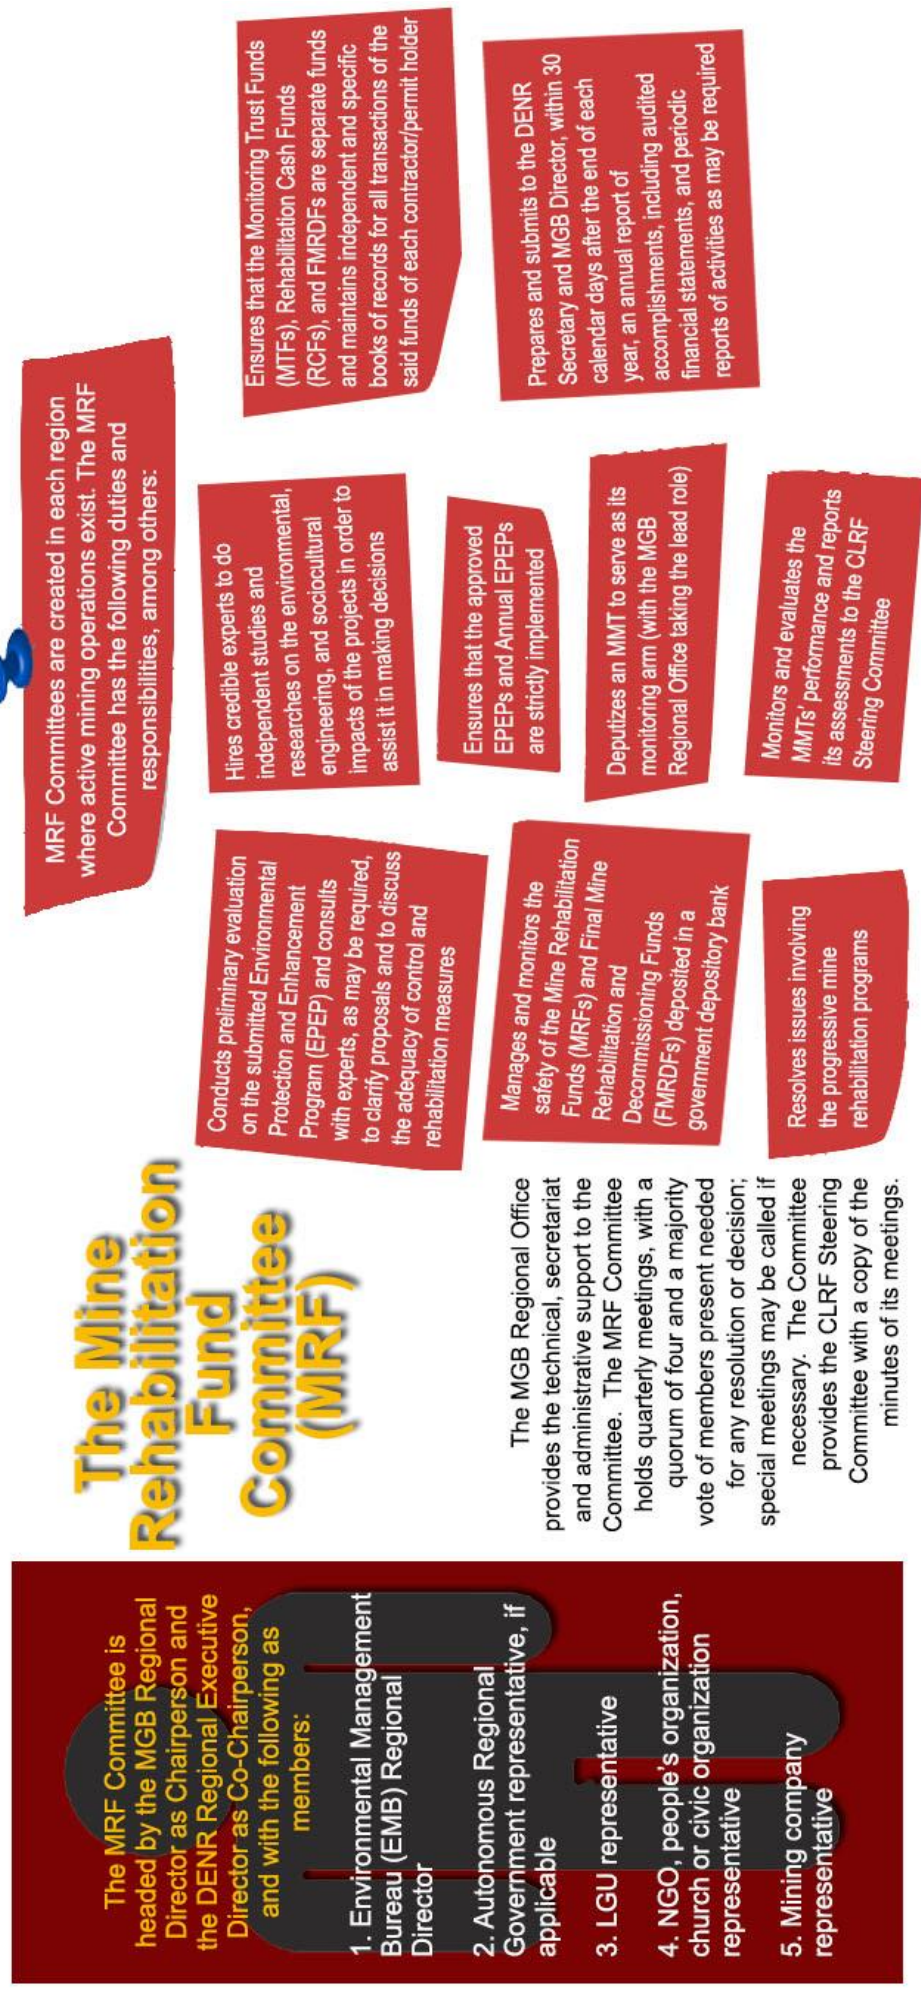 The MRF Committee is
headed by the MGB Regional
Director as Chairperson and
the DENR Regional Executive
Director as Co-Chairperson,
and with the following as
members:
1. Environmental Management
Bureau (EMB) Regional
Director
2. Autonomous Regional
Government representative, if
applicable
3. LGU representative
4. NGO, people's organization,
church or civic organization
representative
5. Mining company
representative
The Mine
Rehabilitation
Fund
Committee
(MRF)
The MGB Regional Office
provides the technical, secretariat
and administrative support to the
Committee. The MRF Committee
holds quarterly meetings, with a
quorum of four and a majority
vote of members present needed
for any resolution or decision;
special meetings may be called if
necessary. The Committee
provides the CLRF Steering
Committee with a copy of the
minutes of its meetings.
MRF Committees are created in each region
where active mining operations exist. The MRF
Committee has the following duties and
responsibilities, among others:
Conducts preliminary evaluation
on the submitted Environmental
Protection and Enhancement
Program (EPEP) and consults
with experts, as may be required,
to clarify proposals and to discuss
the adequacy of control and
rehabilitation measures
Manages and monitors the
safety of the Mine Rehabilitation
Funds (MRFs) and Final Mine
Rehabilitation and
Decommissioning Funds
(FMRDFs) deposited in a
government depository bank
Resolves issues involving
the progressive mine
rehabilitation programs
Hires credible experts to do
independent studies and
researches on the environmental,
engineering, and sociocultural
impacts of the projects in order to
assist it in making decisions
Ensures that the approved
EPEPs and Annual EPEPs
are strictly implemented
Deputizes an MMT to serve as its
monitoring arm (with the MGB
Regional Office taking the lead role)
Monitors and evaluates the
MMTs' performance and reports
its assessments to the CLRF
Steering Committee
Ensures that the Monitoring Trust Funds
(MTFs), Rehabilitation Cash Funds
(RCFs), and FMRDFs are separate funds
and maintains independent and specific
books of records for all transactions of the
said funds of each contractor/permit holder
Prepares and submits to the DENR
Secretary and MGB Director, within 30
calendar days after the end of each
year, an annual report of
accomplishments, including audited
financial statements, and periodic
reports of activities as may be required